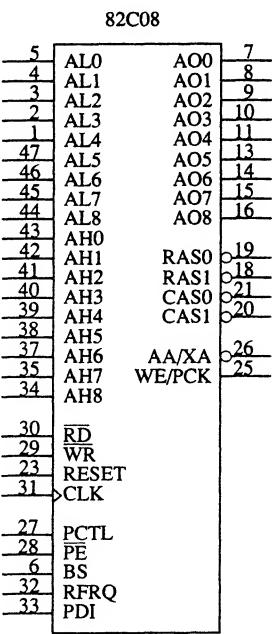 82C08
5 AL0 AO0 7
4 AL1 AO1 8
3 AL2 AO2 9
2 AL3 AO3 10
1 AL4 AO4 11
47 AL5 AO5 13
46 AL6 AO6 14
45 AL7 AO7 15
44 AL8 AO8 16
43 AH0
42 AH1 RAS0 19
41 AH2 RAS1 18
40 AH3 CAS0 21
39 AH4 CAS1 20
38 AH5
37 AH6 AA/XA 26
35 AH7 WE/PCK 25
34 AH8
30 R̅D̅
29 W̅R̅
23 RESET
31 CLK
27 PCTL
28 P̅E̅
6 BS
32 RFRQ
33 PDI